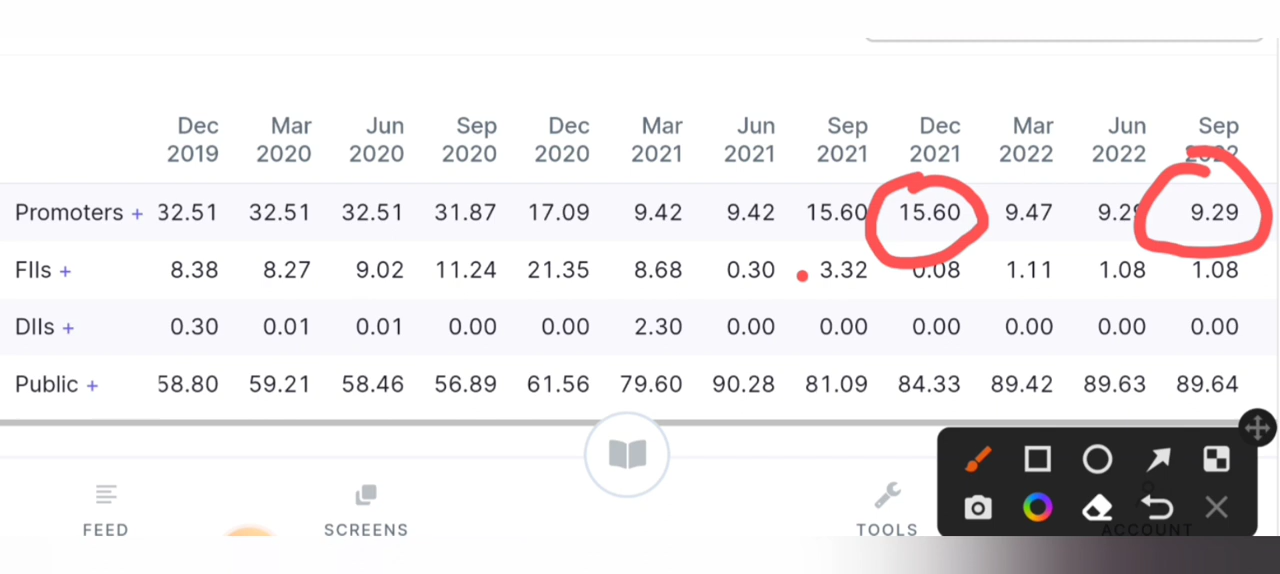 Dec Mar Jun Sep Dec Mar Jun Sep Dec Mar Jun Sep
2019 2020 2020 2020 2020 2021 2021 2021 2021 2022 2022 2022
Promoters + 32.51 32.51 32.51 31.87 17.09 9.42 9.42 15.60 15.60 9.47 9.29 9.29
FIIs + 8.38 8.27 9.02 11.24 21.35 8.68 0.30 3.32 0.08 1.11 1.08 1.08
DIIs + 0.30 0.01 0.01 0.00 0.00 2.30 0.00 0.00 0.00 0.00 0.00 0.00
Public + 58.80 59.21 58.46 56.89 61.56 79.60 90.28 81.09 84.33 89.42 89.63 89.64
FEED SCREENS TOOLS ACCOUNT